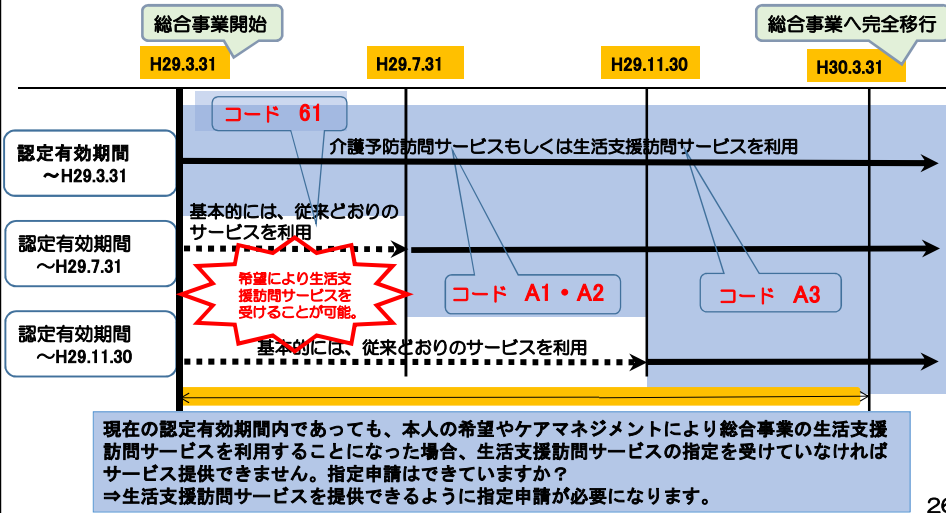 総合事業開始
総合事業へ完全移行
H29.3.31
H29.7.31
H29.11.30
H30.3.31
コード 61
認定有効期間
～H29.3.31
介護予防訪問サービスもしくは生活支援訪問サービスを利用
基本的には、従来どおりの
サービスを利用
認定有効期間
～H29.7.31
希望により生活支
援訪問サービスを
受けることが可能。
コード A1・A2
コード A3
認定有効期間
～H29.11.30
基本的には、従来どおりのサービスを利用
現在の認定有効期間内であっても、本人の希望やケアマネジメントにより総合事業の生活支援
訪問サービスを利用することになった場合、生活支援訪問サービスの指定を受けていなければ
サービス提供できません。指定申請はできていますか？
⇒生活支援訪問サービスを提供できるように指定申請が必要になります。